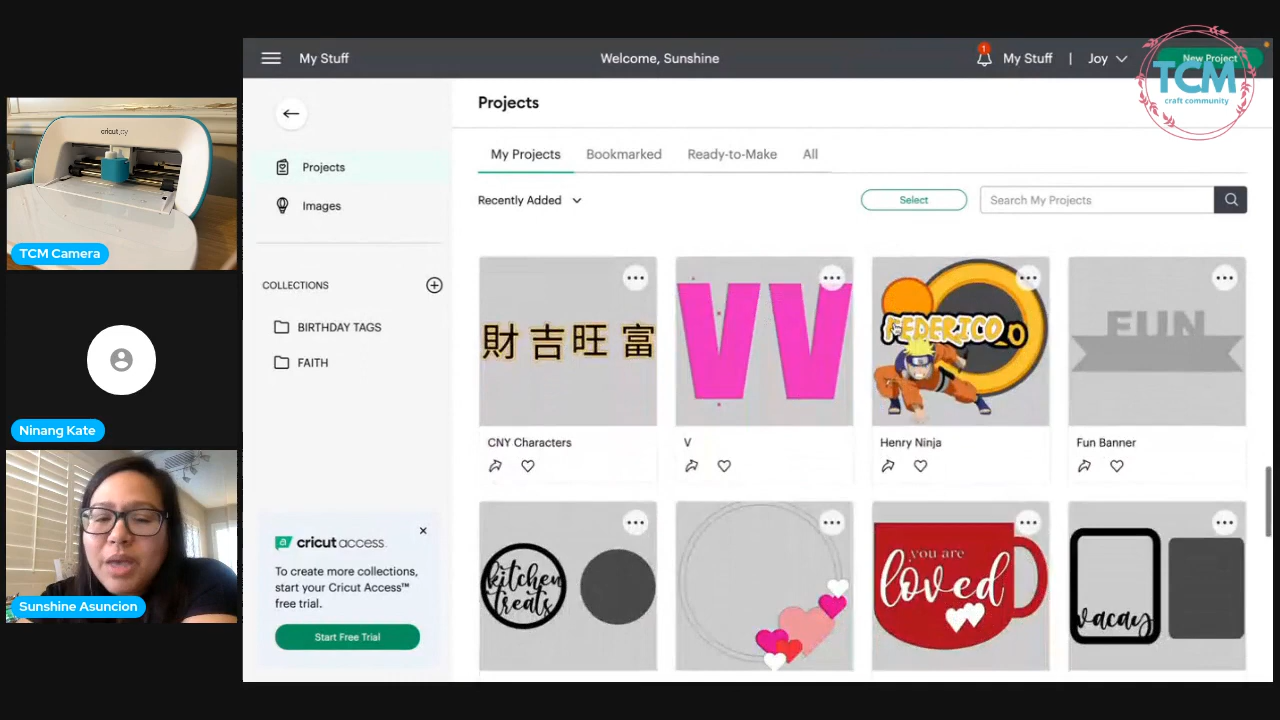 My Stuff
Welcome, Sunshine
1
My Stuff | Joy
New Project
TCM
craft community
Projects
Images
COLLECTIONS
BIRTHDAY TAGS
FAITH
cricut access
To create more collections,
start your Cricut Access™
free trial.
Start Free Trial
Projects
My Projects
Bookmarked
Ready-to-Make
All
Recently Added
Select
Search My Projects
財吉旺富
CNY Characters
VV
V
FEDERICO
Henry Ninja
FUN
Fun Banner
kitchen
treats
you are
loved
vacay
cricut joy
TCM Camera
Ninang Kate
Sunshine Asuncion